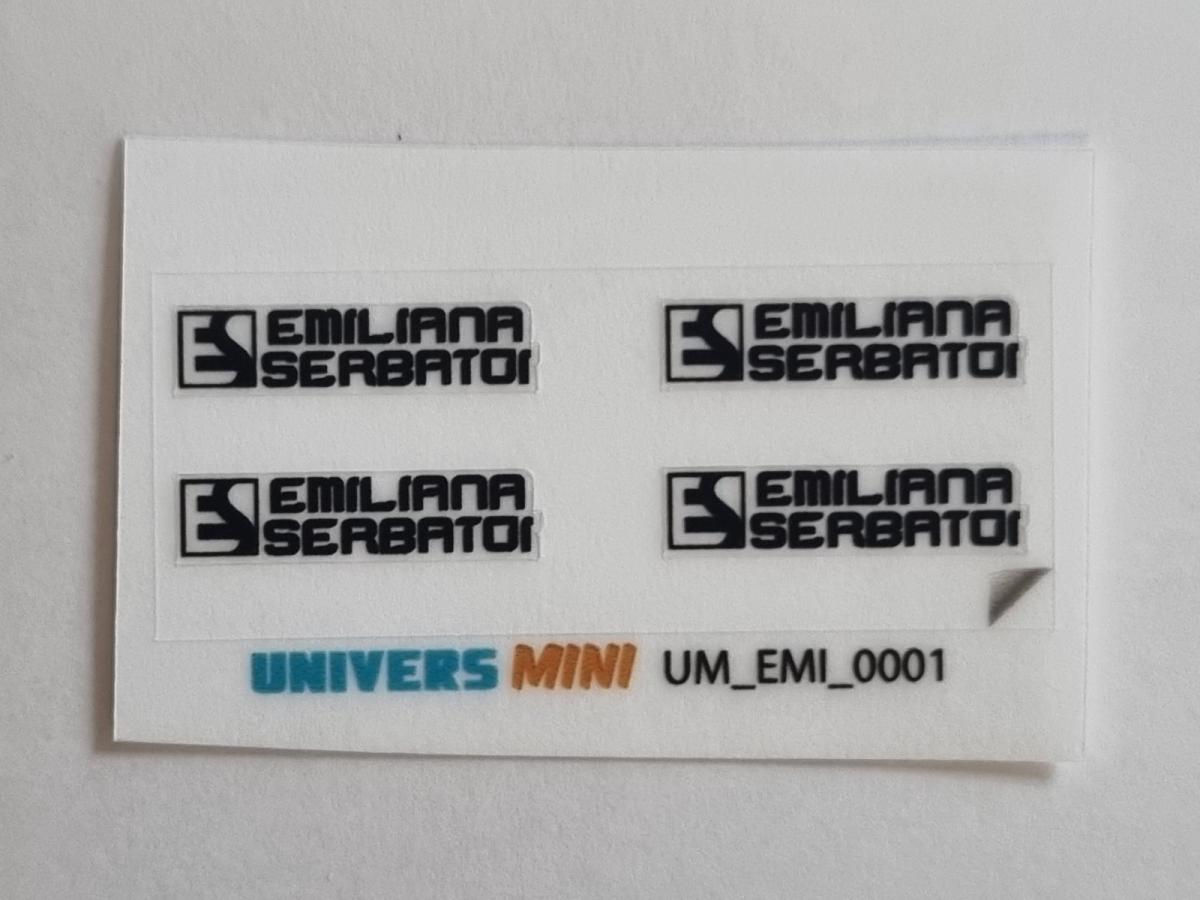 ES EMILIANA
SERBATOI
ES EMILIANA
SERBATOI
ES EMILIANA
SERBATOI
ES EMILIANA
SERBATOI
UNIVERS MINI UM_EMI_0001